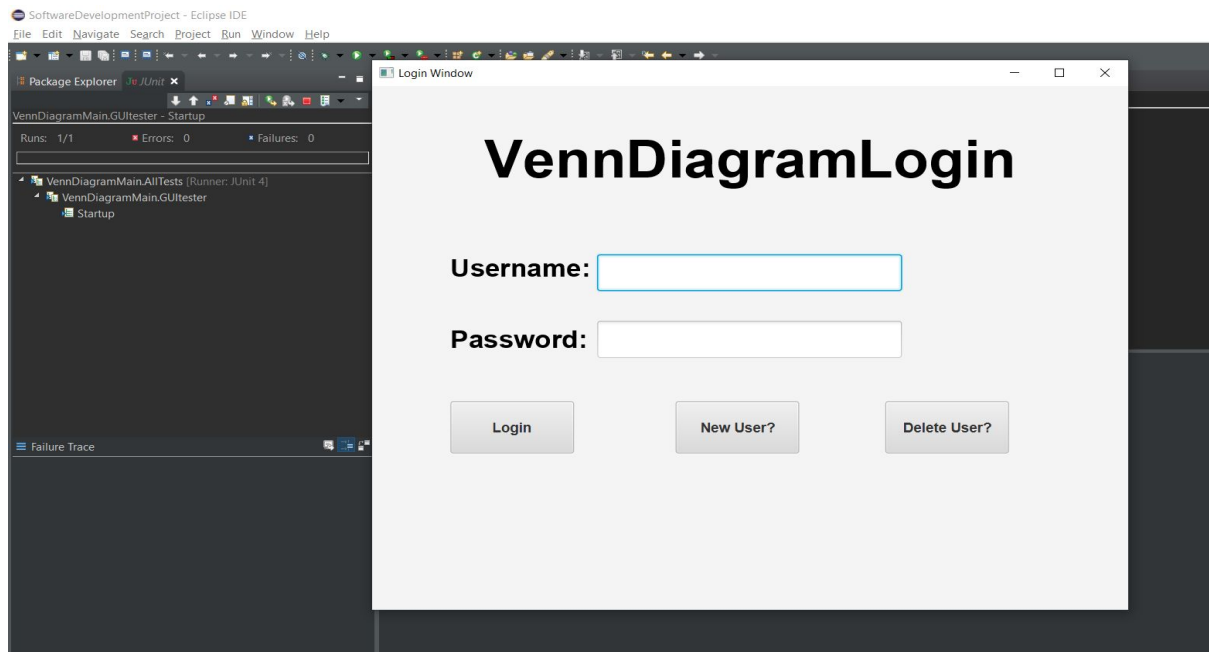 SoftwareDevelopmentProject - Eclipse IDE
File Edit Navigate Search Project Run Window Help
Package Explorer JUnit
VennDiagramMain.GUItester - Startup
Runs: 1/1 Errors: 0 Failures: 0
VennDiagramMain.AllTests [Runner: JUnit 4]
VennDiagramMain.GUItester
Startup
Failure Trace
Login Window
VennDiagramLogin
Username:
Password:
Login New User? Delete User?